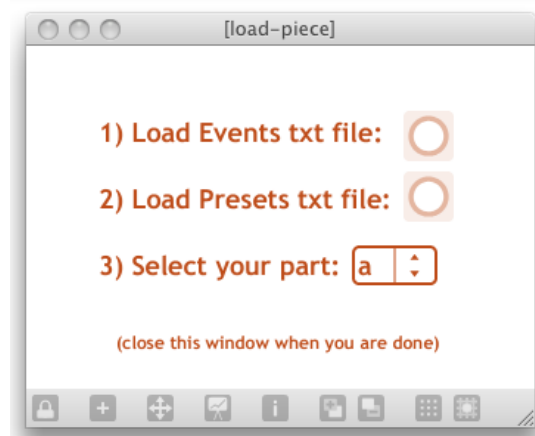 [load-piece]
1) Load Events txt file:
2) Load Presets txt file:
3) Select your part: a
(close this window when you are done)